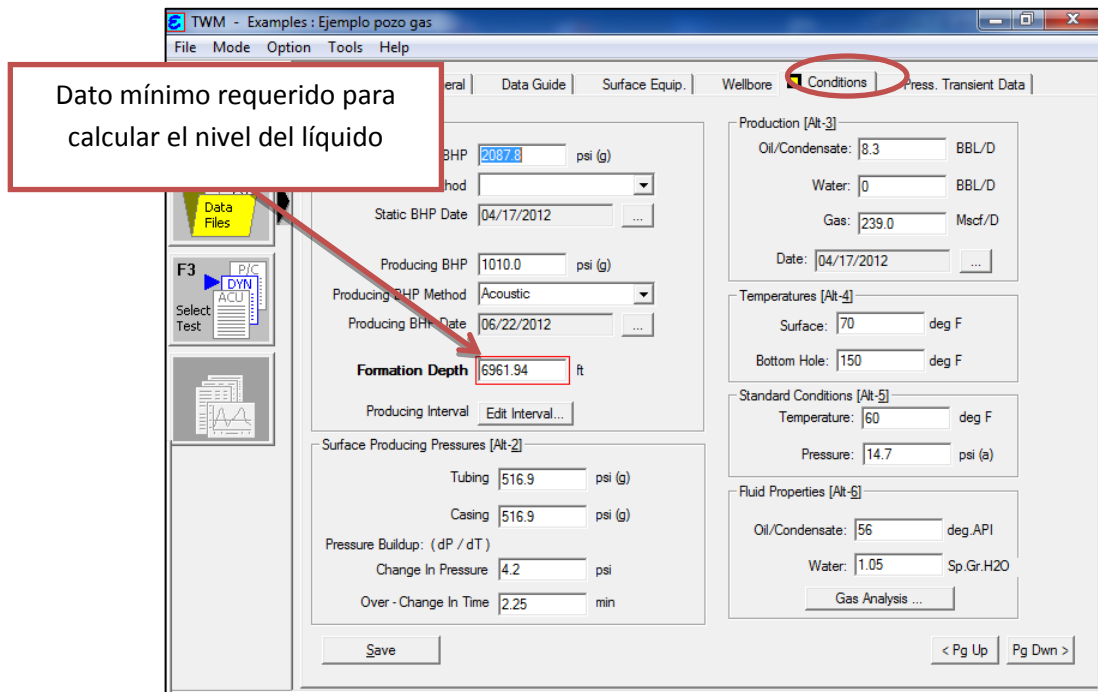 TWM - Examples : Ejemplo pozo gas
File Mode Option Tools Help
Dato mínimo requerido para
calcular el nivel del líquido
eral
Data Guide
Surface Equip.
Wellbore
Conditions
Press. Transient Data
Data
Files
F3
P/C
DYN
ACU
Select
Test
BHP 2087.8 psi (g)
hod
Static BHP Date 04/17/2012 ...
Producing BHP 1010.0 psi (g)
Producing BHP Method Acoustic
Producing BHP Date 06/22/2012 ...
Formation Depth 6961.94 ft
Producing Interval Edit Interval...
Surface Producing Pressures [Alt-2]
Tubing 516.9 psi (g)
Casing 516.9 psi (g)
Pressure Buildup: ( dP / dT )
Change In Pressure 4.2 psi
Over - Change In Time 2.25 min
Save
Production [Alt-3]
Oil/Condensate: 8.3 BBL/D
Water: 0 BBL/D
Gas: 239.0 Mscf/D
Date: 04/17/2012 ...
Temperatures [Alt-4]
Surface: 70 deg F
Bottom Hole: 150 deg F
Standard Conditions [Alt-5]
Temperature: 60 deg F
Pressure: 14.7 psi (a)
Fluid Properties [Alt-6]
Oil/Condensate: 56 deg.API
Water: 1.05 Sp.Gr.H2O
Gas Analysis ...
< Pg Up
Pg Dwn >